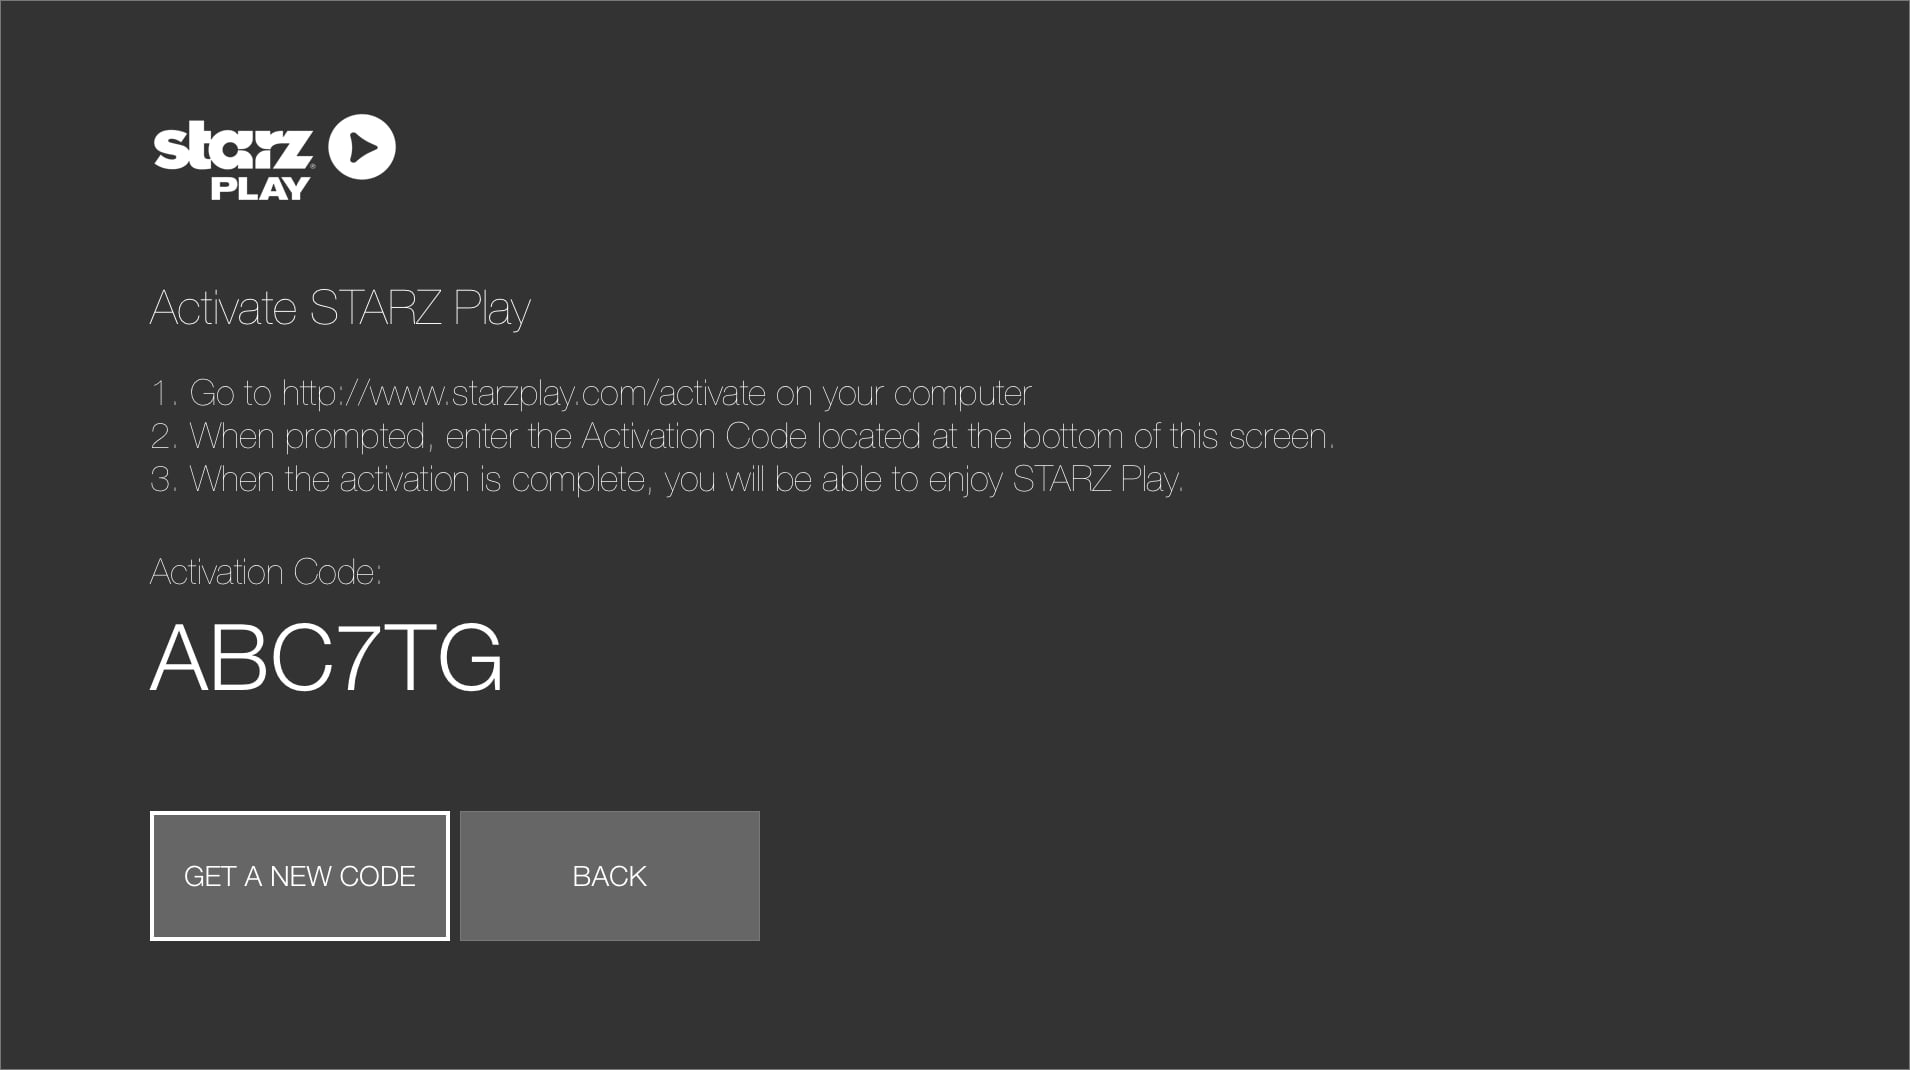 starz
PLAY
Activate STARZ Play
1. Go to http://www.starzplay.com/activate on your computer
2. When prompted, enter the Activation Code located at the bottom of this screen.
3. When the activation is complete, you will be able to enjoy STARZ Play.
Activation Code:
ABC7TG
GET A NEW CODE
BACK